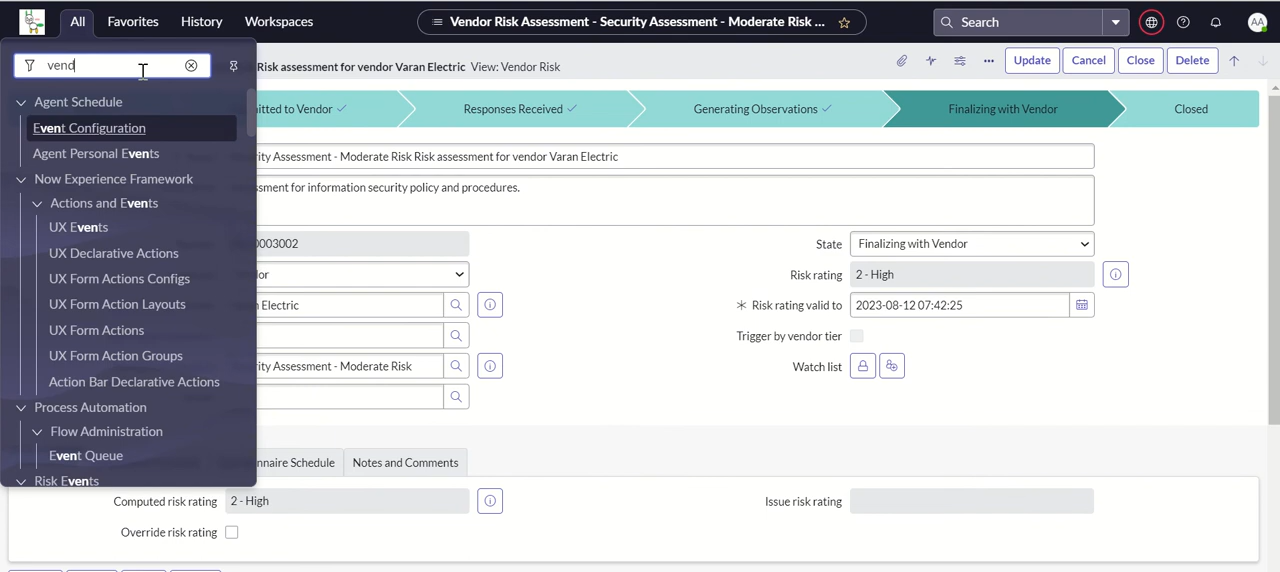 All Favorites History Workspaces
Vendor Risk Assessment - Security Assessment - Moderate Risk ...
Search
AA
vend
Risk assessment for vendor Varan Electric View: Vendor Risk
Update Cancel Close Delete
Agent Schedule
Event Configuration
Agent Personal Events
Now Experience Framework
Actions and Events
UX Events
UX Declarative Actions
UX Form Actions Configs
UX Form Action Layouts
UX Form Actions
UX Form Action Groups
Action Bar Declarative Actions
Process Automation
Flow Administration
Event Queue
Risk Events
to Vendor Responses Received Generating Observations Finalizing with Vendor Closed
Assessment - Moderate Risk Risk assessment for vendor Varan Electric
for information security policy and procedures.
0003002
State Finalizing with Vendor
Risk rating 2 - High
Electric
Risk rating valid to 2023-08-12 07:42:25
Trigger by vendor tier
Assessment - Moderate Risk
Watch list
Schedule Notes and Comments
Computed risk rating 2 - High
Issue risk rating
Override risk rating